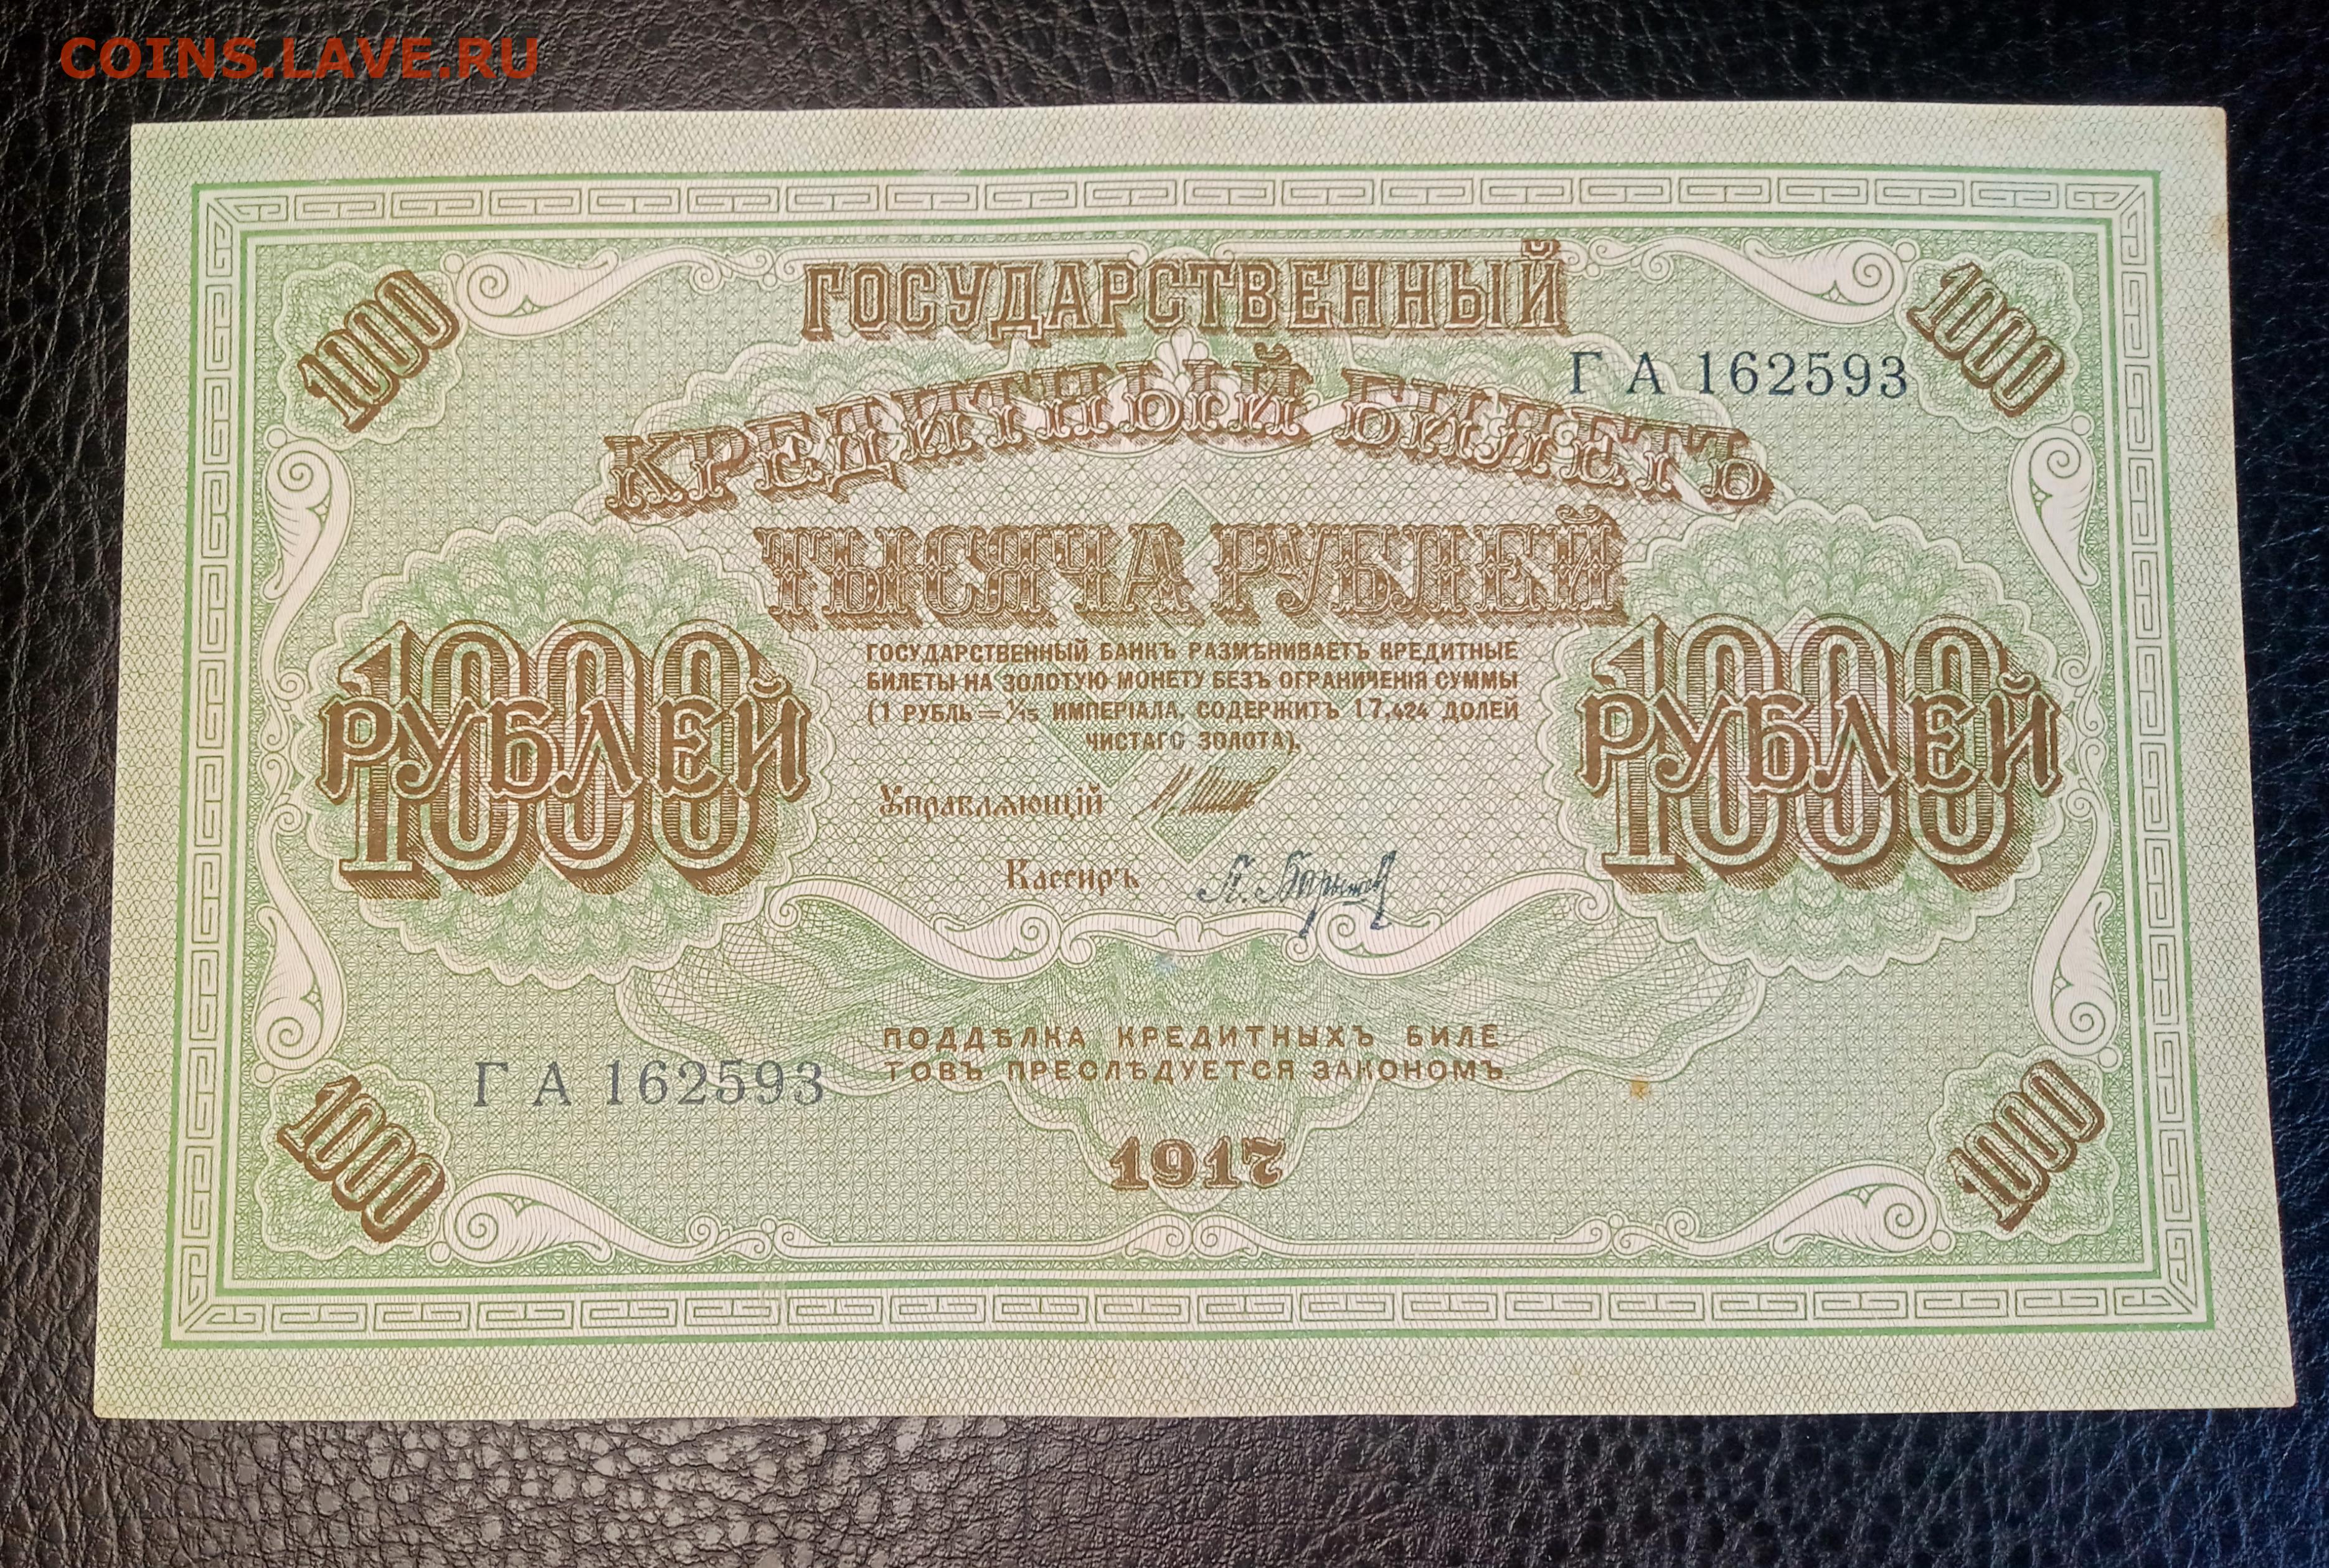 COINS.LAVE.RU
ГОСУДАРСТВЕННЫЙ
1000
1000
ГА 162593
КРЕДИТНЫЙ БИЛЕТЪ
ТЫСЯЧА РУБЛЕЙ
1000
РУБЛЕЙ
1000
РУБЛЕЙ
ГОСУДАРСТВЕННЫЙ БАНКЪ РАЗМѢНИВАЕТЪ КРЕДИТНЫЕ
БИЛЕТЫ НА ЗОЛОТУЮ МОНЕТУ БЕЗЪ ОГРАНИЧЕНІЯ СУММЫ
(1 РУБЛЬ = 1/15 ИМПЕРІАЛА, СОДЕРЖИТЪ 17,424 ДОЛЕЙ
ЧИСТАГО ЗОЛОТА).
Управляющій
Кассиръ
ПОДДѢЛКА КРЕДИТНЫХЪ БИЛЕ
ТОВЪ ПРЕСЛѢДУЕТСЯ ЗАКОНОМЪ.
ГА 162593
1000
1917
1000